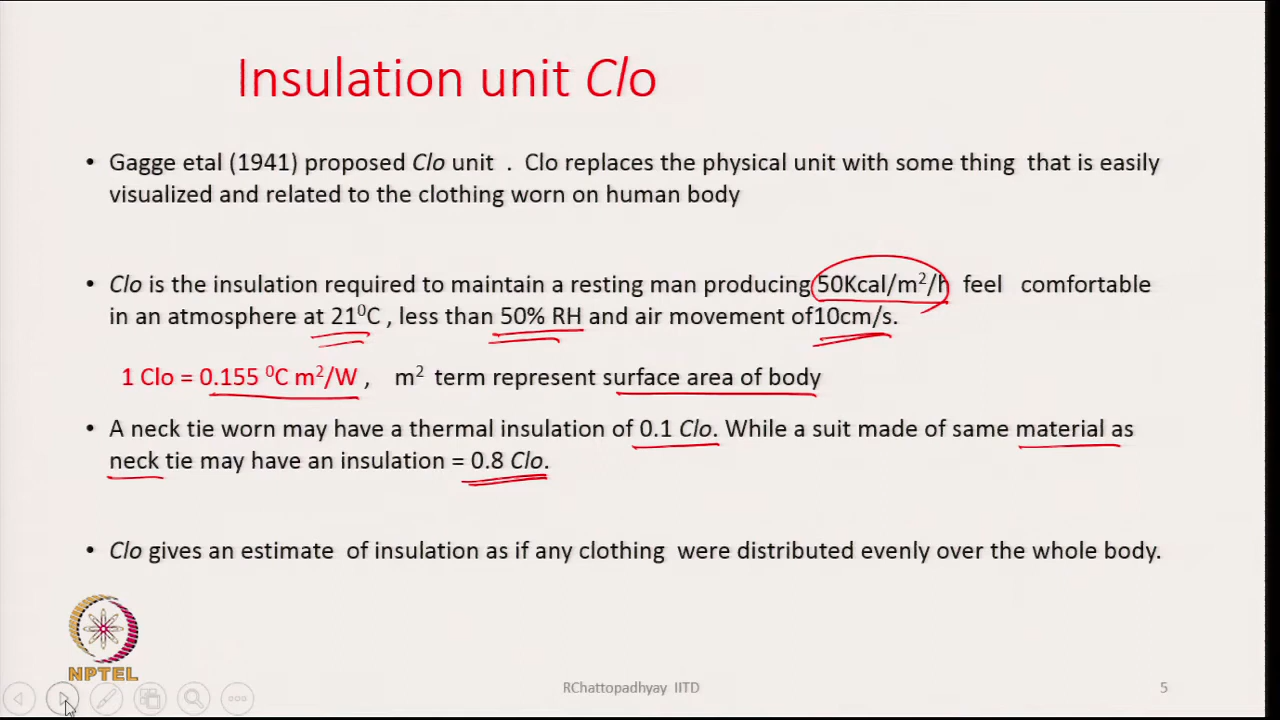 Insulation unit Clo
• Gagge etal (1941) proposed Clo unit . Clo replaces the physical unit with some thing that is easily
visualized and related to the clothing worn on human body
• Clo is the insulation required to maintain a resting man producing 50Kcal/m²/h feel comfortable
in an atmosphere at 21⁰C , less than 50% RH and air movement of10cm/s.
1 Clo = 0.155 ⁰C m²/W , m² term represent surface area of body
• A neck tie worn may have a thermal insulation of 0.1 Clo. While a suit made of same material as
neck tie may have an insulation = 0.8 Clo.
• Clo gives an estimate of insulation as if any clothing were distributed evenly over the whole body.
NPTEL
RChattopadhyay IITD
5